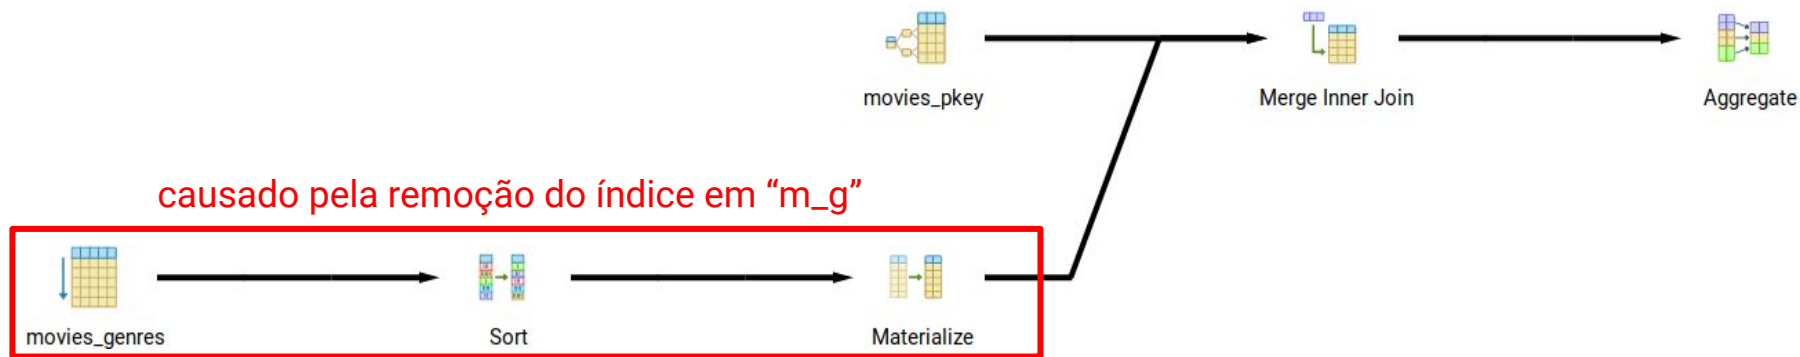 movies_pkey
Merge Inner Join
Aggregate
causado pela remoção do índice em “m_g”
movies_genres
Sort
Materialize